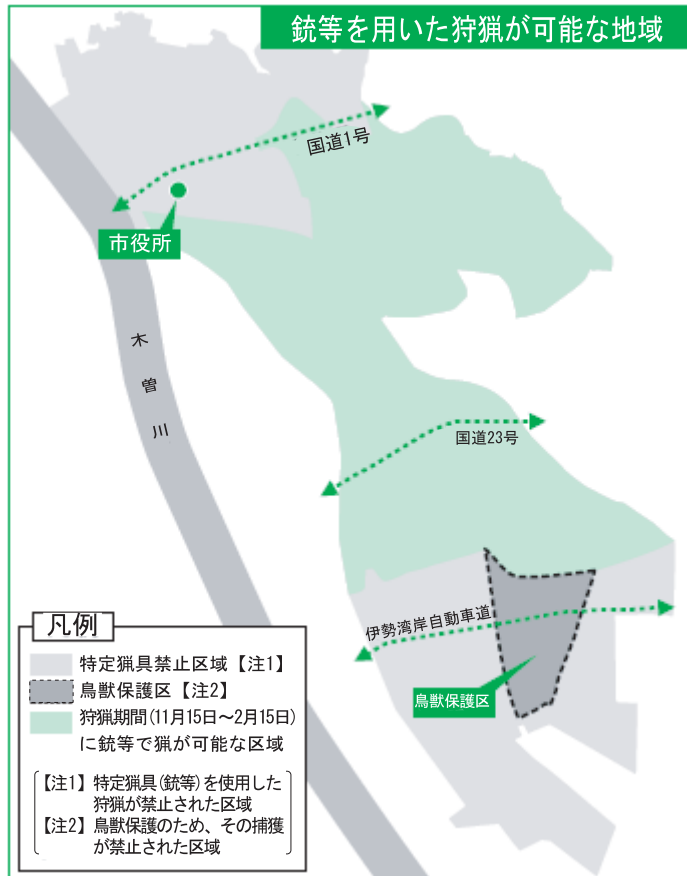 銃等を用いた狩猟が可能な地域
国道1号
市役所
木曽川
国道23号
伊勢湾岸自動車道
鳥獣保護区
凡例
特定猟具禁止区域【注1】
鳥獣保護区【注2】
狩猟期間(11月15日～2月15日)
に銃等で猟が可能な区域
【注1】特定猟具(銃等)を使用した
狩猟が禁止された区域
【注2】鳥獣保護のため、その捕獲
が禁止された区域